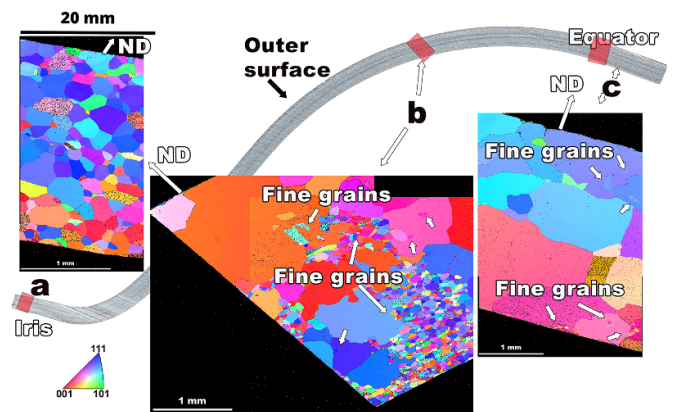 20 mm
ND
Outer
surface
Equator
ND
c
b
ND
Fine grains
Fine grains
Fine grains
Fine grains
1 mm
a
Iris
111
001 101
1 mm
1 mm